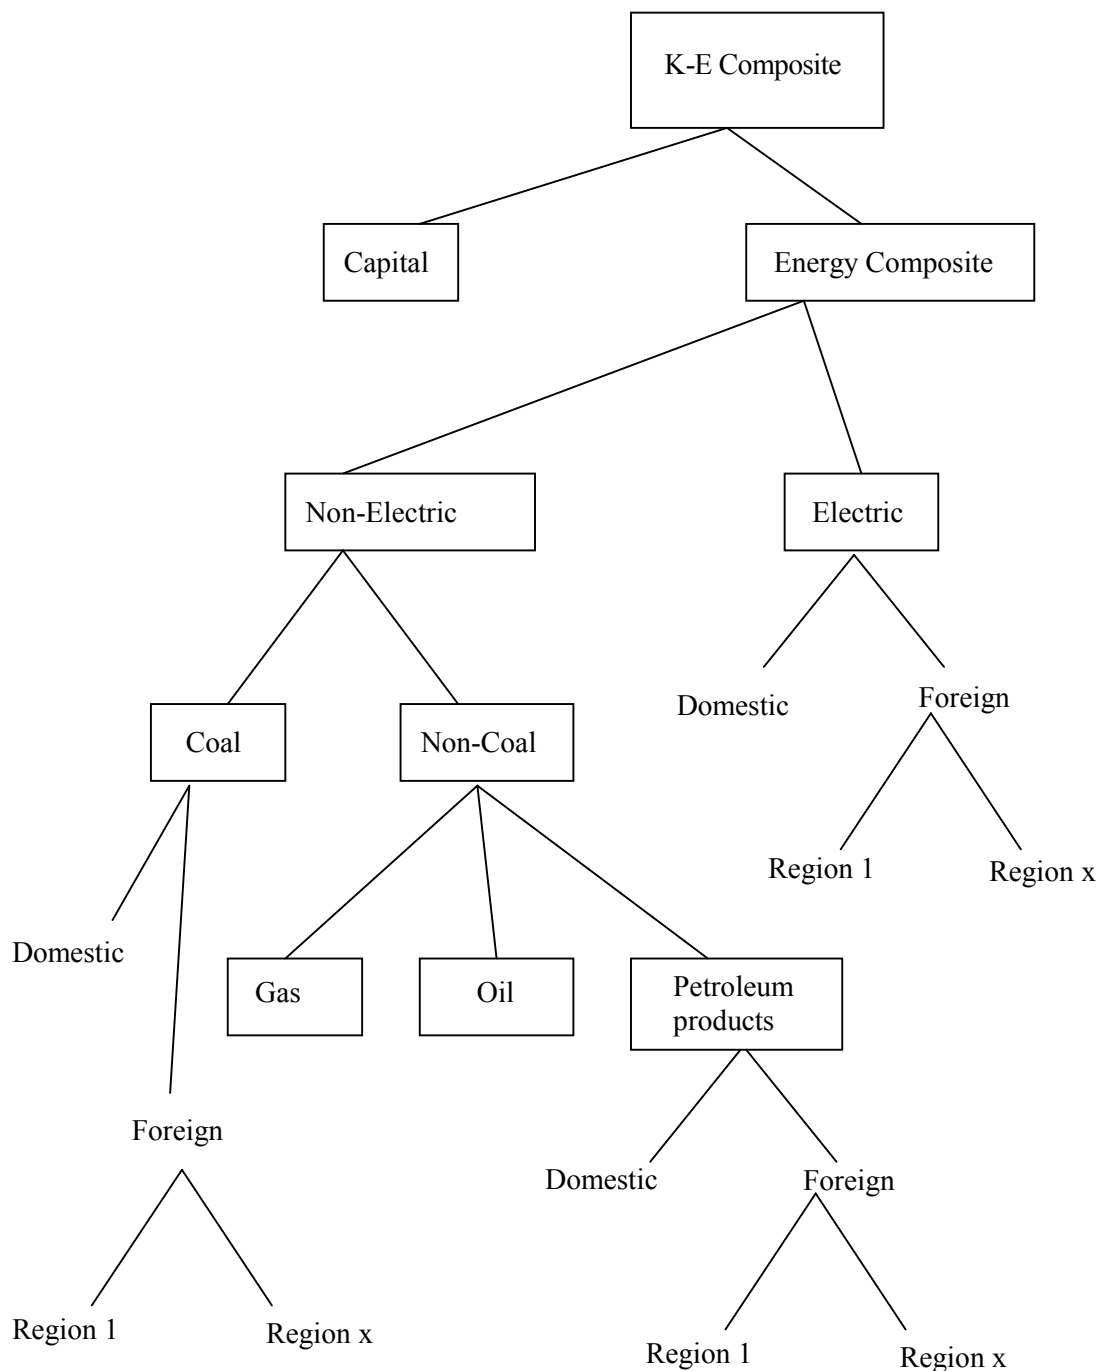 K-E Composite
Capital
Energy Composite
Non-Electric
Electric
Domestic
Foreign
Coal
Non-Coal
Region 1
Region x
Domestic
Gas
Oil
Petroleum
products
Foreign
Domestic
Foreign
Region 1
Region x
Region 1
Region x